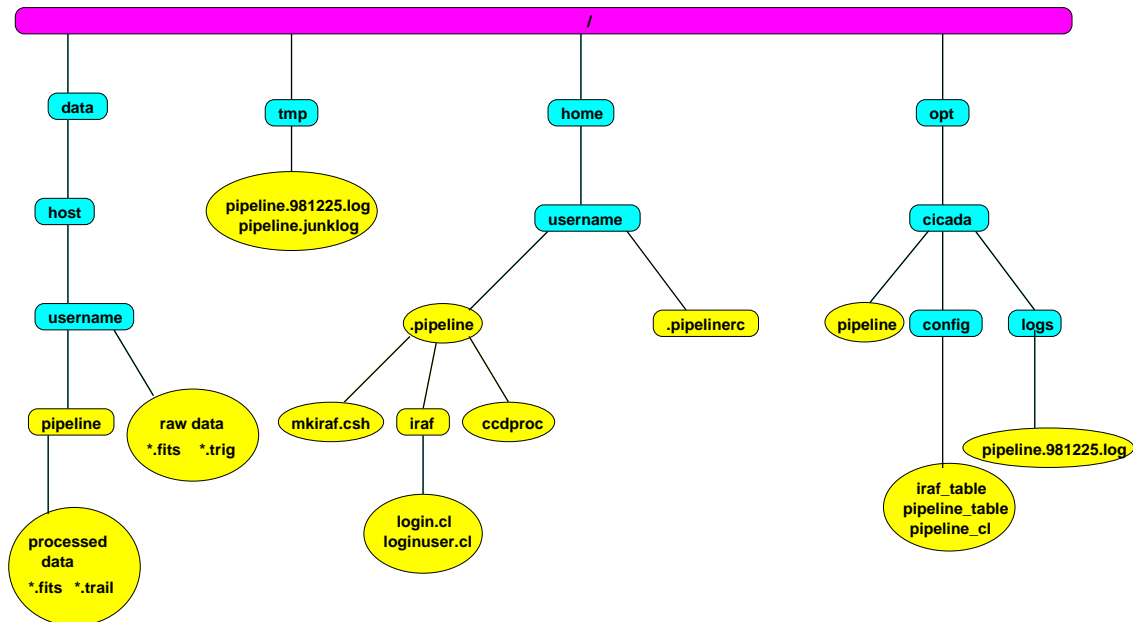 /
data
tmp
home
opt
pipeline.981225.log
pipeline.junklog
host
username
cicada
username
.pipeline
.pipelinerc
pipeline
config
logs
pipeline
raw data
*.fits *.trig
mkiraf.csh
iraf
ccdproc
pipeline.981225.log
iraf_table
pipeline_table
pipeline_cl
login.cl
loginuser.cl
processed
data
*.fits *.trail